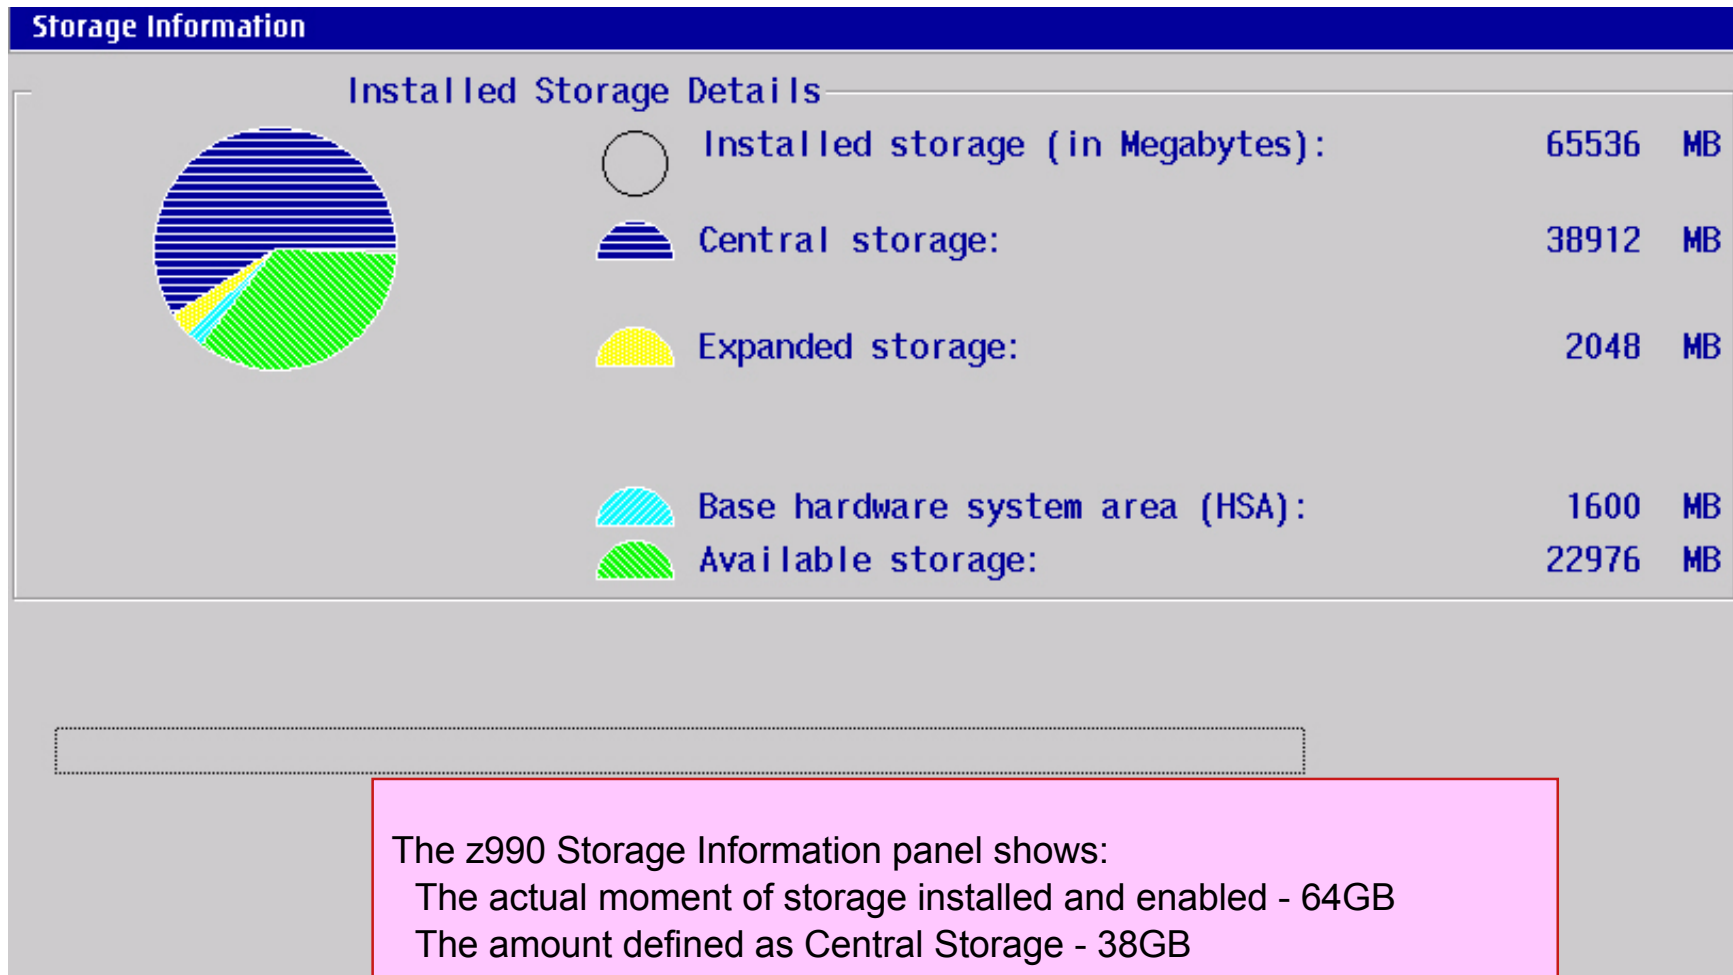 Storage Information
Installed Storage Details
Installed storage (in Megabytes): 65536 MB
Central storage: 38912 MB
Expanded storage: 2048 MB
Base hardware system area (HSA): 1600 MB
Available storage: 22976 MB
The z990 Storage Information panel shows:
The actual moment of storage installed and enabled - 64GB
The amount defined as Central Storage - 38GB